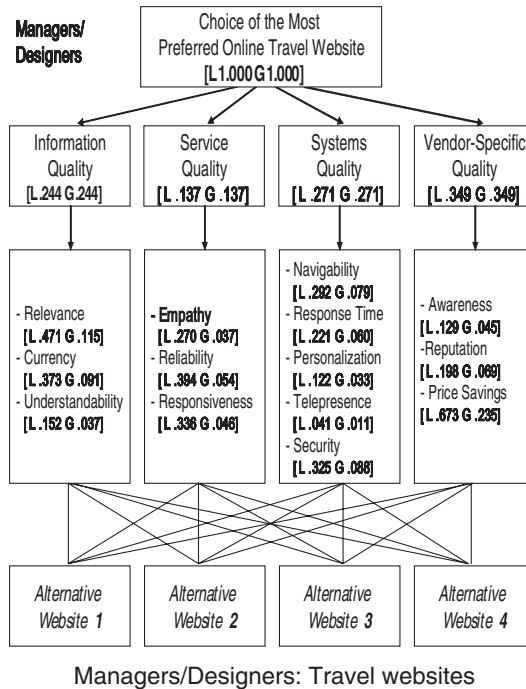 Managers/
Designers
Choice of the Most
Preferred Online Travel Website
[L1.000G1.000]
Information
Quality
[L.244 G.244]
Service
Quality
[L .137 G .137]
Systems
Quality
[L .271 G .271]
Vendor-Specific
Quality
[L .349 G .349]
- Relevance
[L .471 G .115]
- Currency
[L .373 G .091]
- Understandability
[L .152 G .037]
- Empathy
[L .270 G .037]
- Reliability
[L .394 G .054]
- Responsiveness
[L .336 G .046]
- Navigability
[L .292 G .079]
- Response Time
[L .221 G .060]
- Personalization
[L .122 G .033]
- Telepresence
[L .041 G .011]
- Security
[L .325 G .088]
- Awareness
[L .129 G .045]
-Reputation
[L .198 G .069]
- Price Savings
[L .673 G .235]
Alternative
Website 1
Alternative
Website 2
Alternative
Website 3
Alternative
Website 4
Managers/Designers: Travel websites